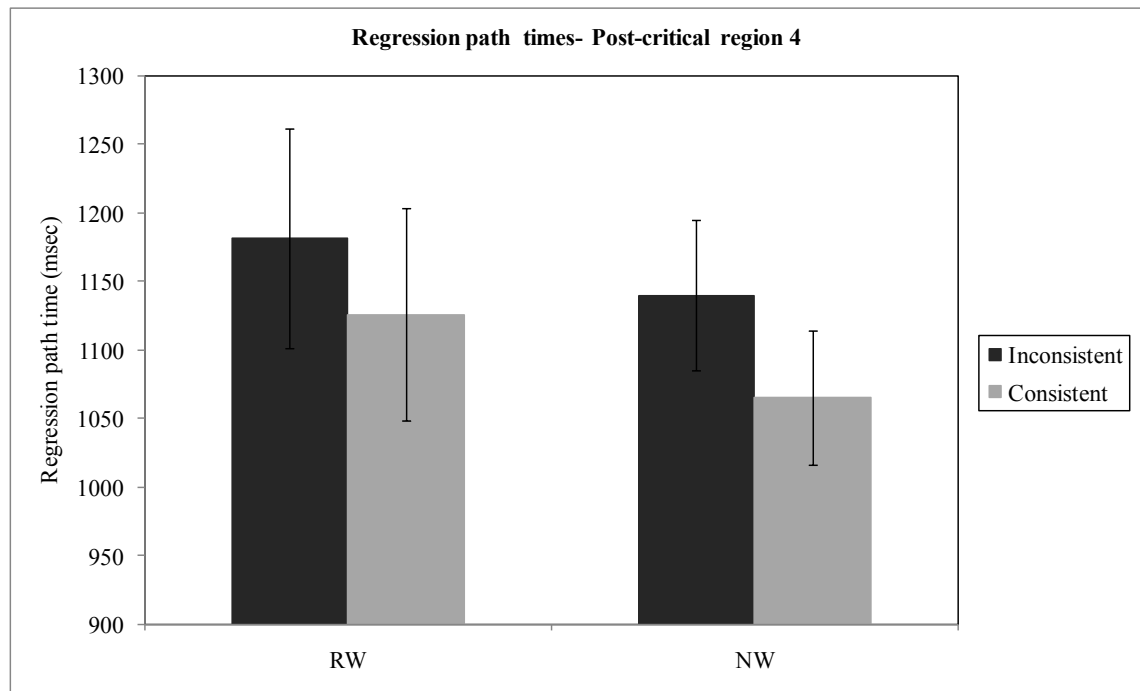 Regression path times- Post-critical region 4
1300
1250
1200
1150
1100
1050
1000
950
900
Regression path time (msec)
RW
NW
Inconsistent
Consistent